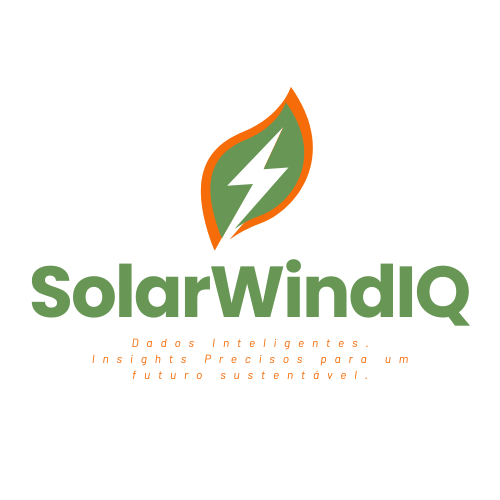 SolarWindIQ
Dados Inteligentes.
Insights Precisos para um
futuro sustentável.